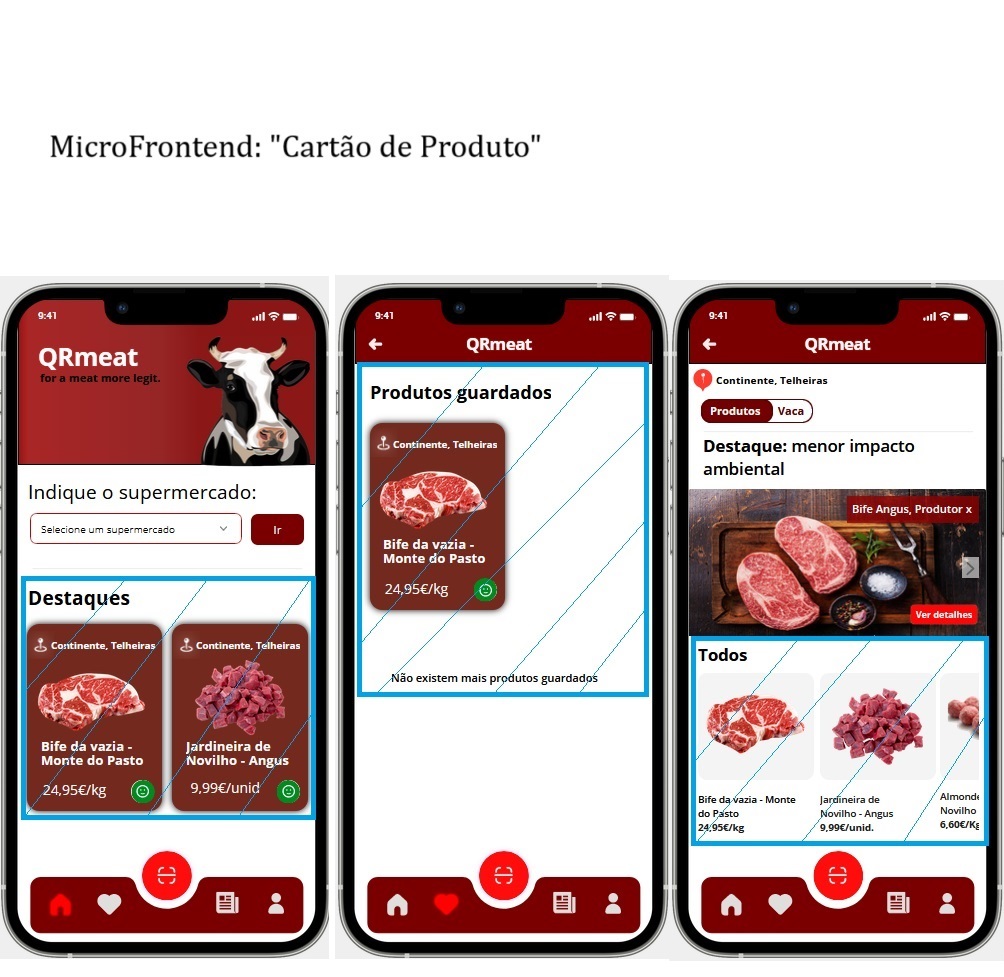 MicroFrontend: "Cartão de Produto"
9:41
QRmeat
for a meat more legit.
Indique o supermercado:
Selecione um supermercado
Ir
Destaques
Continente, Telheiras
Bife da vazia -
Monte do Pasto
24,95€/kg
Continente, Telheiras
Jardineira de
Novilho - Angus
9,99€/unid
9:41
QRmeat
Produtos guardados
Continente, Telheiras
Bife da vazia -
Monte do Pasto
24,95€/kg
Não existem mais produtos guardados
9:41
QRmeat
Continente, Telheiras
Produtos
Vaca
Destaque: menor impacto
ambiental
Bife Angus, Produtor x
Ver detalhes
Todos
Bife da vazia - Monte
do Pasto
24,95€/kg
Jardineira de
Novilho - Angus
9,99€/unid.
Almonde
Novilho
6,60€/Kg